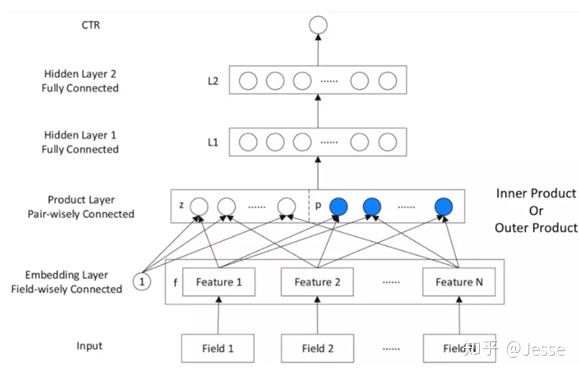 CTR
Hidden Layer 2
Fully Connected
L2
......
Hidden Layer 1
Fully Connected
L1
......
Product Layer
Pair-wisely Connected
z
......
p
......
Inner Product
Or
Outer Product
Embedding Layer
Field-wisely Connected
1
f
Feature 1
Feature 2
......
Feature N
Input
Field 1
Field 2
......
Field N
知乎 @Jesse